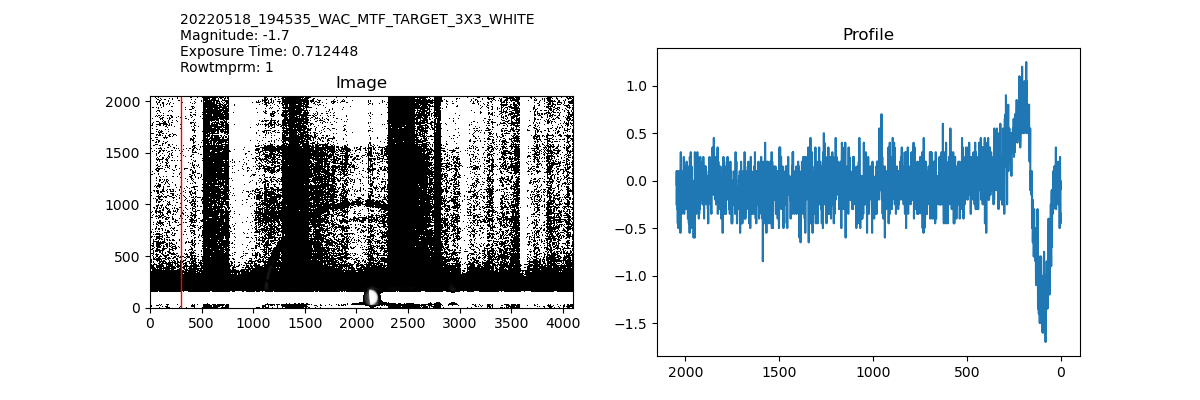 20220518_194535_WAC_MTF_TARGET_3X3_WHITE
Magnitude: -1.7
Exposure Time: 0.712448
Rowtmprm: 1
Image
2000
1500
1000
500
0
0 500 1000 1500 2000 2500 3000 3500 4000
Profile
1.0
0.5
0.0
−0.5
−1.0
−1.5
2000 1500 1000 500 0